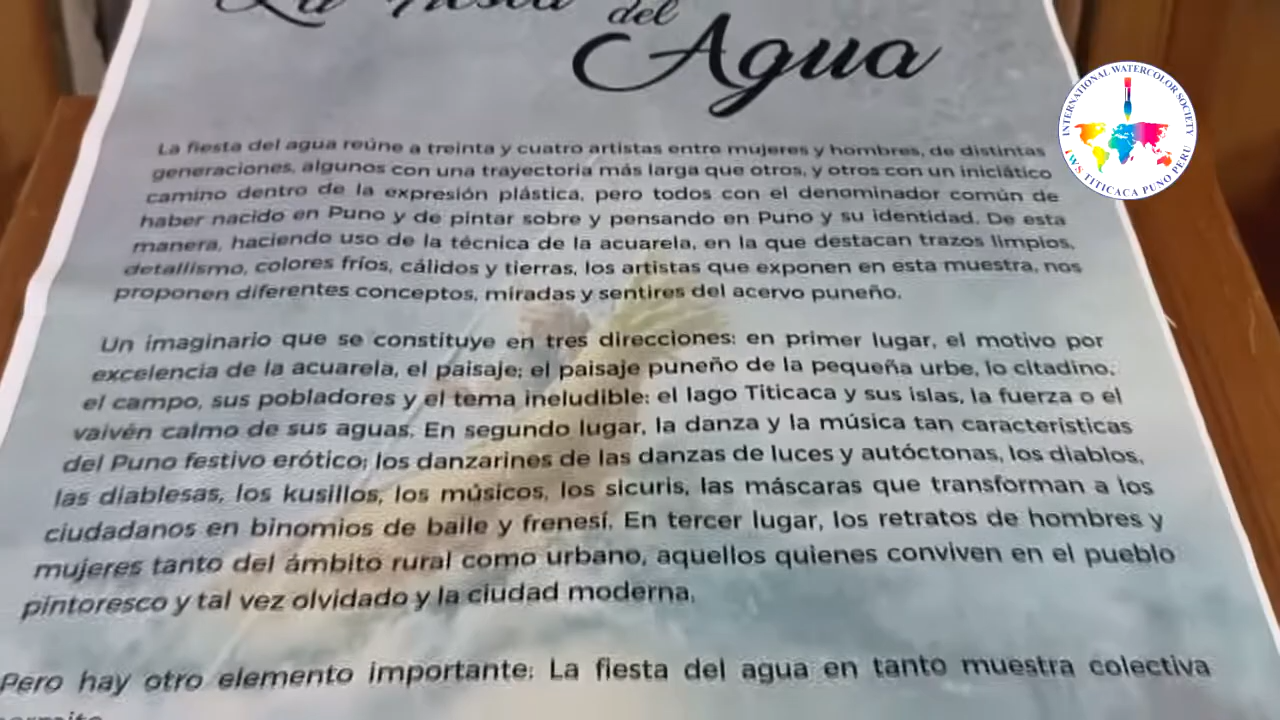 La fiesta
del
Agua
La fiesta del agua reúne a treinta y cuatro artistas entre mujeres y hombres, de distintas
generaciones, algunos con una trayectoria más larga que otros, y otros con un iniciático
camino dentro de la expresión plástica, pero todos con el denominador común de
haber nacido en Puno y de pintar sobre y pensando en Puno y su identidad. De esta
manera, haciendo uso de la técnica de la acuarela, en la que destacan trazos limpios,
detallismo, colores fríos, cálidos y tierras, los artistas que exponen en esta muestra, nos
proponen diferentes conceptos, miradas y sentires del acervo puneño.
Un imaginario que se constituye en tres direcciones: en primer lugar, el motivo por
excelencia de la acuarela, el paisaje; el paisaje puneño de la pequeña urbe, lo citadino,
el campo, sus pobladores y el tema ineludible: el lago Titicaca y sus islas, la fuerza o el
vaivén calmo de sus aguas. En segundo lugar, la danza y la música tan características
del Puno festivo erótico; los danzarines de las danzas de luces y autóctonas, los diablos,
las diablesas, los kusillos, los músicos, los sicuris, las máscaras que transforman a los
ciudadanos en binomios de baile y frenesí. En tercer lugar, los retratos de hombres y
mujeres tanto del ámbito rural como urbano, aquellos quienes conviven en el pueblo
pintoresco y tal vez olvidado y la ciudad moderna.
Pero hay otro elemento importante: La fiesta del agua en tanto muestra colectiva
INTERNATIONAL WATERCOLOR SOCIETY
IWS TITICACA PUNO PERU